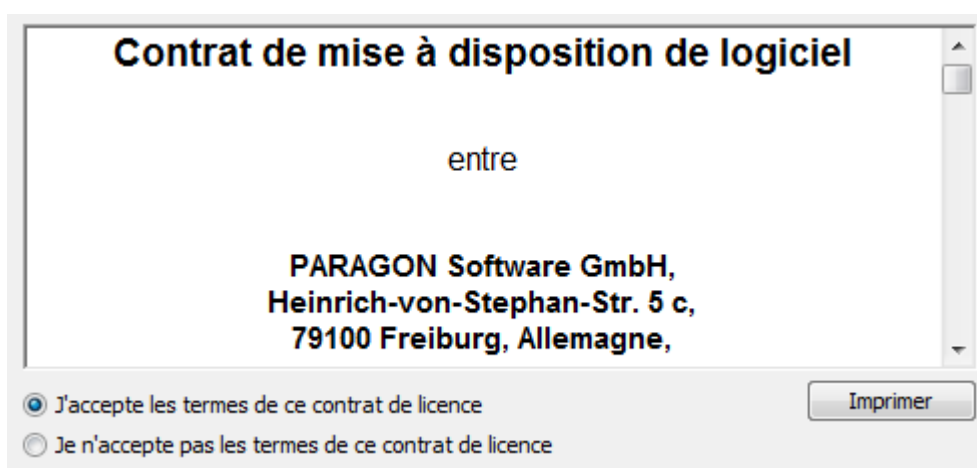 Contrat de mise à disposition de logiciel
entre
PARAGON Software GmbH,
Heinrich-von-Stephan-Str. 5 c,
79100 Freiburg, Allemagne,
J'accepte les termes de ce contrat de licence
Imprimer
Je n'accepte pas les termes de ce contrat de licence